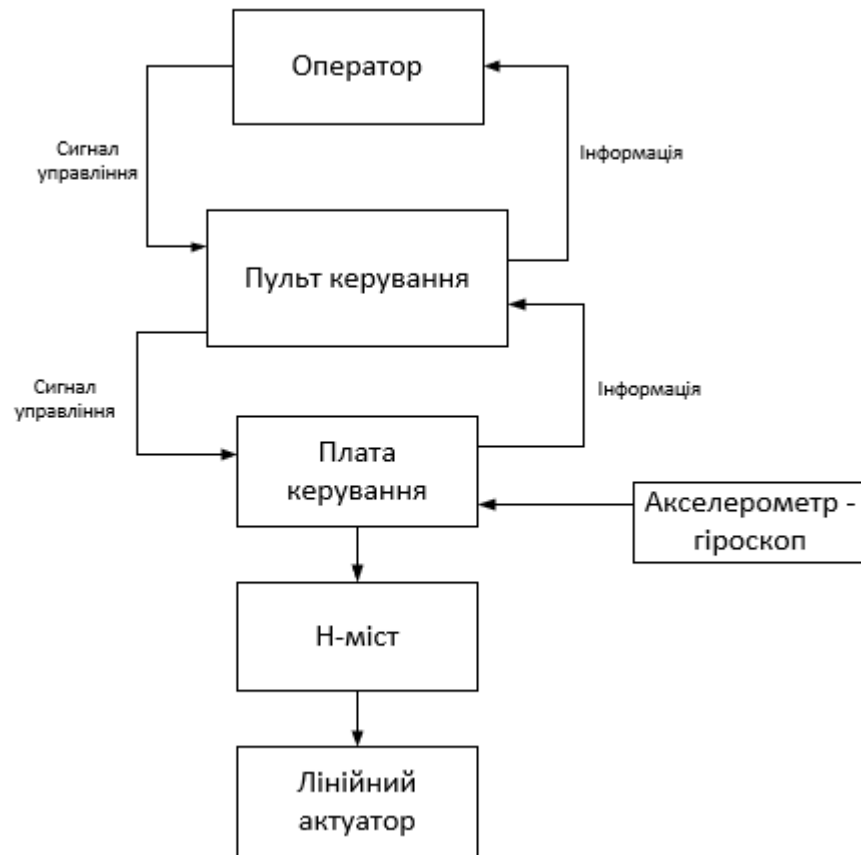 Оператор
Сигнал
управління
Інформація
Пульт керування
Сигнал
управління
Інформація
Плата
керування
Акселерометр -
гіроскоп
Н-міст
Лінійний
актуатор